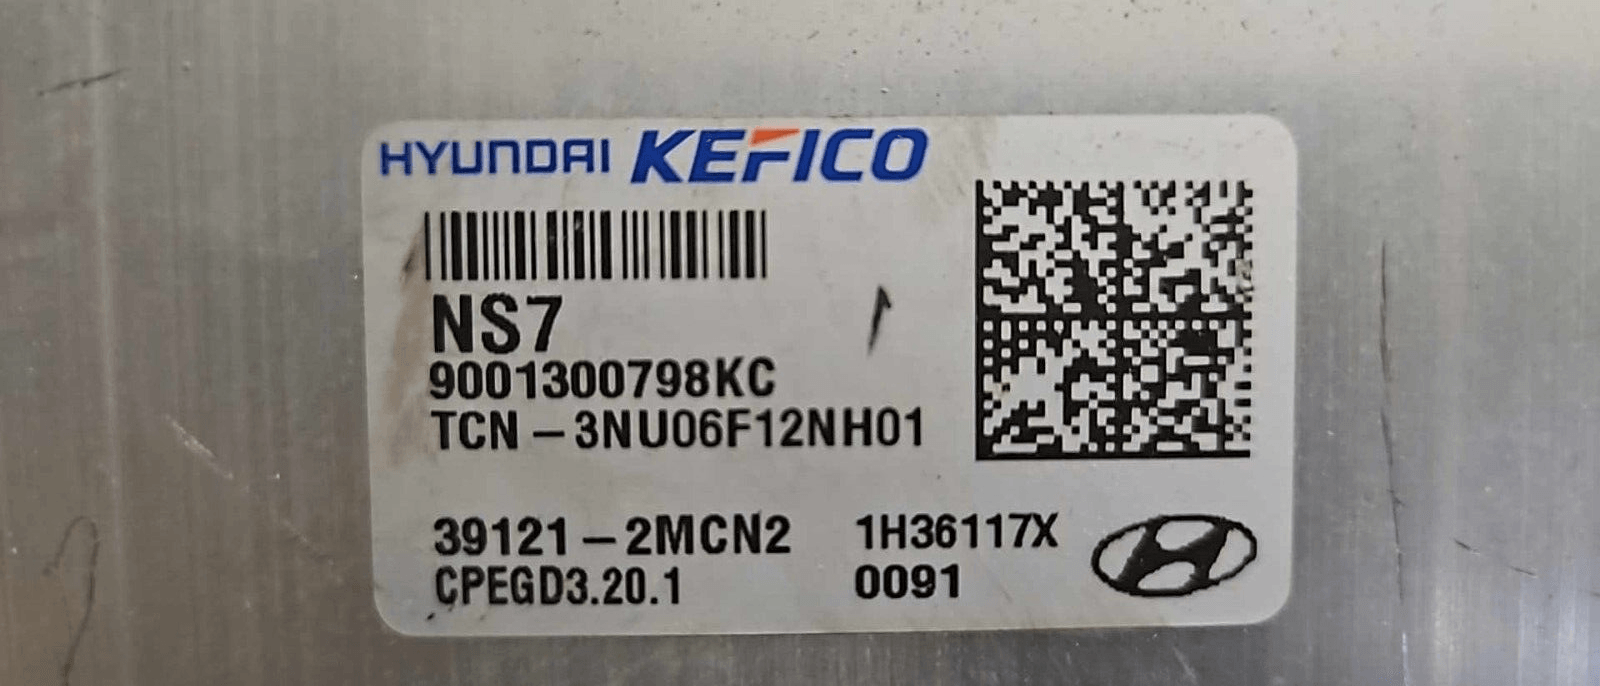 HYUNDAI KEFICO
NS7
9001300798KC
TCN-3NU06F12NH01
39121-2MCN2 1H36117X
CPEGD3.20.1 0091